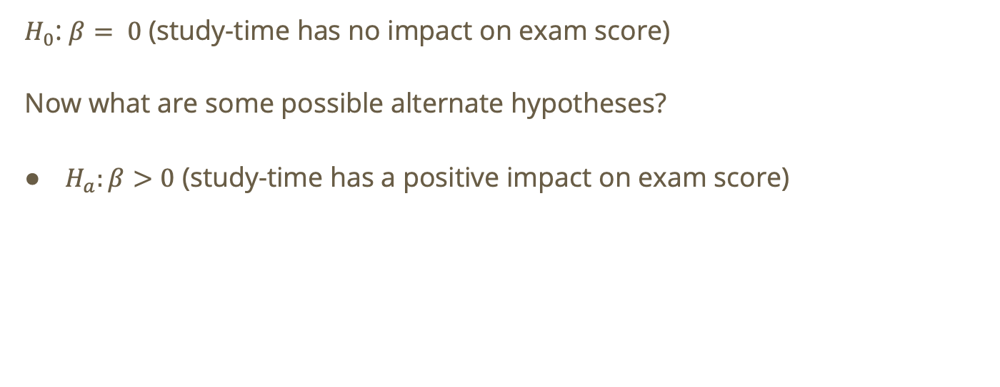 H₀: β = 0 (study-time has no impact on exam score)
Now what are some possible alternate hypotheses?
● Hₐ: β > 0 (study-time has a positive impact on exam score)